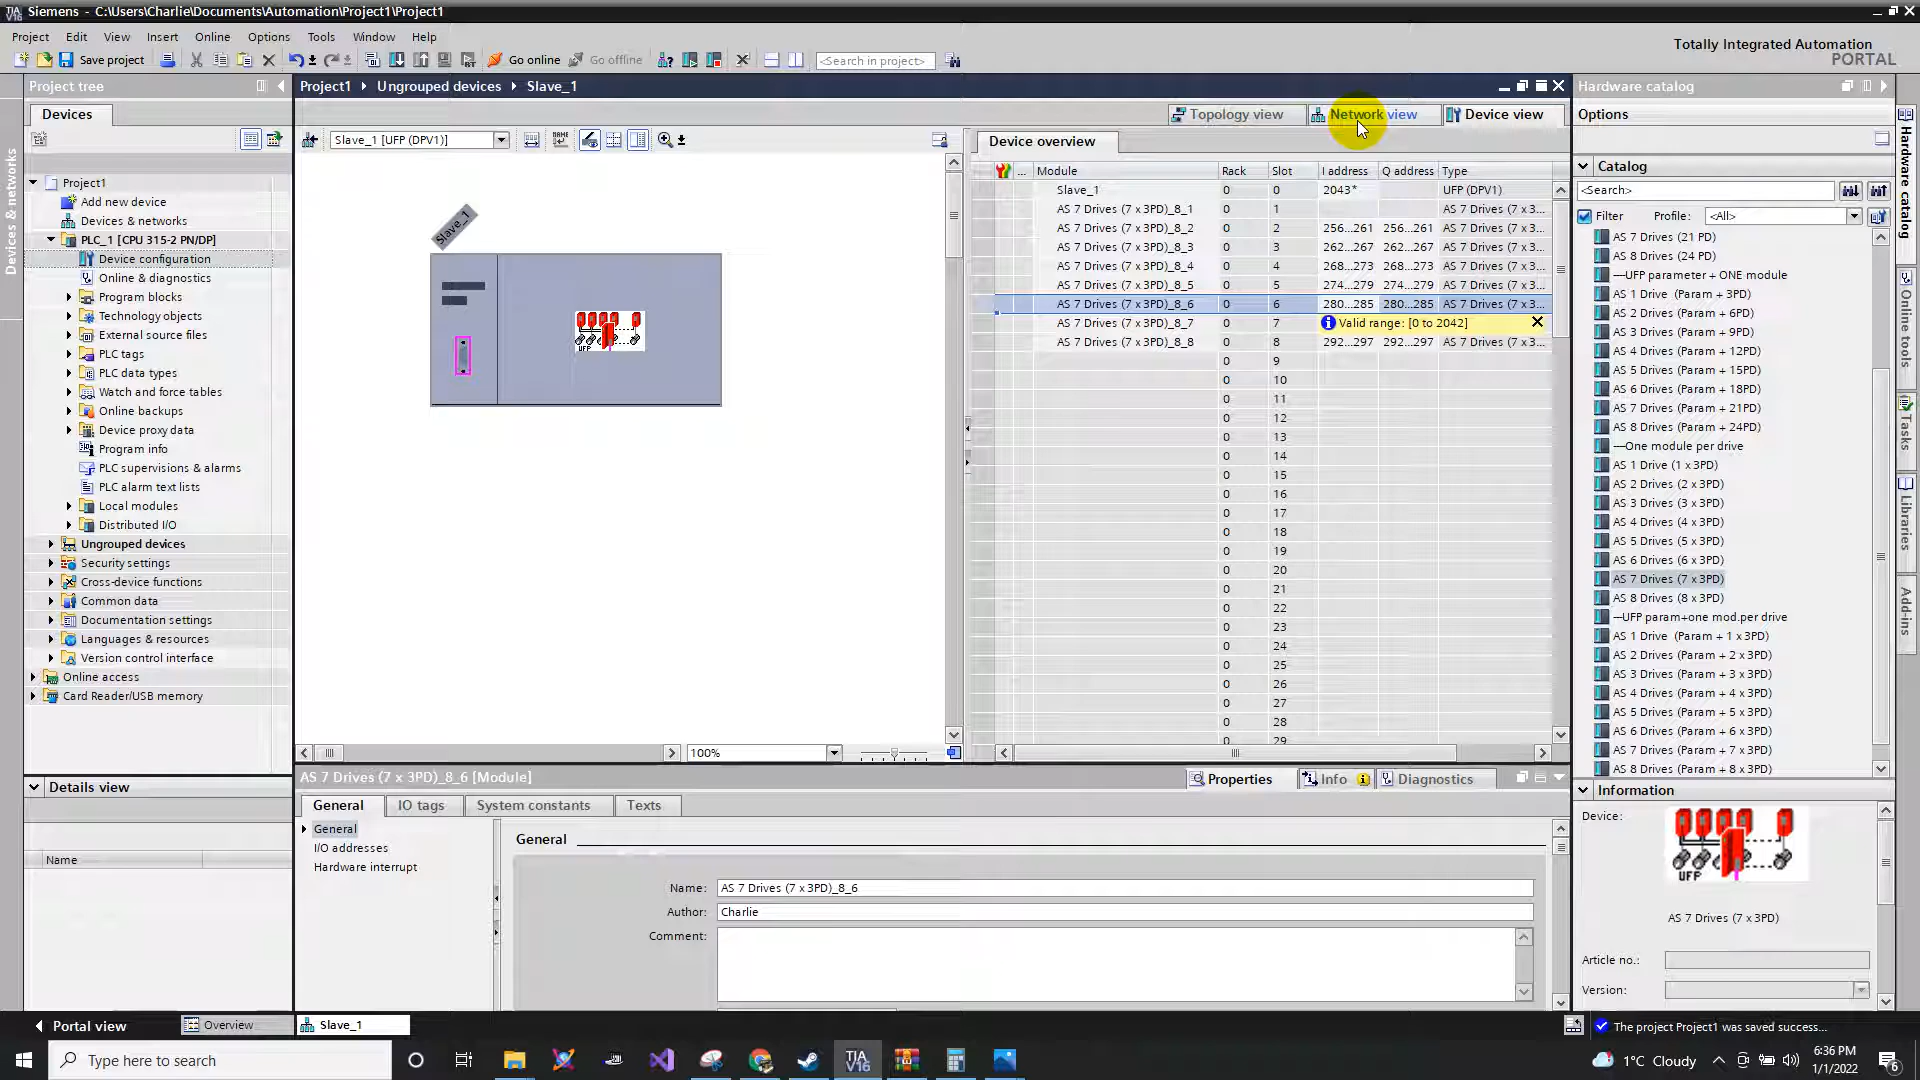 Siemens - C:\Users\Charlie\Documents\Automation\Project1\Project1
Project Edit View Insert Online Options Tools Window Help
Totally Integrated Automation
PORTAL
Save project Go online Go offline <Search in project>
Project tree
Project1 Ungrouped devices Slave_1
Hardware catalog
Devices
Topology view Network view Device view
Options
Slave_1 [UFP (DPV1)]
Device overview
Catalog
<Search>
Filter Profile: <All>
Project1
Add new device
Devices & networks
PLC_1 [CPU 315-2 PN/DP]
Device configuration
Online & diagnostics
Program blocks
Technology objects
External source files
PLC tags
PLC data types
Watch and force tables
Online backups
Device proxy data
Program info
PLC supervisions & alarms
PLC alarm text lists
Local modules
Distributed I/O
Ungrouped devices
Security settings
Cross-device functions
Common data
Documentation settings
Languages & resources
Version control interface
Online access
Card Reader/USB memory
Details view
Name
Devices & networks
Slave_1
UFP
100%
... Module Rack Slot I address Q address Type
Slave_1 0 0 2043* UFP (DPV1)
AS 7 Drives (7 x 3PD)_8_1 0 1 AS 7 Drives (7 x 3...
AS 7 Drives (7 x 3PD)_8_2 0 2 256...261 256...261 AS 7 Drives (7 x 3...
AS 7 Drives (7 x 3PD)_8_3 0 3 262...267 262...267 AS 7 Drives (7 x 3...
AS 7 Drives (7 x 3PD)_8_4 0 4 268...273 268...273 AS 7 Drives (7 x 3...
AS 7 Drives (7 x 3PD)_8_5 0 5 274...279 274...279 AS 7 Drives (7 x 3...
AS 7 Drives (7 x 3PD)_8_6 0 6 280...285 280...285 AS 7 Drives (7 x 3...
AS 7 Drives (7 x 3PD)_8_7 0 7 Valid range: [0 to 2042]
AS 7 Drives (7 x 3PD)_8_8 0 8 292...297 292...297 AS 7 Drives (7 x 3...
0 9
0 10
0 11
0 12
0 13
0 14
0 15
0 16
0 17
0 18
0 19
0 20
0 21
0 22
0 23
0 24
0 25
0 26
0 27
0 28
0 29
AS 7 Drives (21 PD)
AS 8 Drives (24 PD)
---UFP parameter + ONE module
AS 1 Drive (Param + 3PD)
AS 2 Drives (Param + 6PD)
AS 3 Drives (Param + 9PD)
AS 4 Drives (Param + 12PD)
AS 5 Drives (Param + 15PD)
AS 6 Drives (Param + 18PD)
AS 7 Drives (Param + 21PD)
AS 8 Drives (Param + 24PD)
---One module per drive
AS 1 Drive (1 x 3PD)
AS 2 Drives (2 x 3PD)
AS 3 Drives (3 x 3PD)
AS 4 Drives (4 x 3PD)
AS 5 Drives (5 x 3PD)
AS 6 Drives (6 x 3PD)
AS 7 Drives (7 x 3PD)
AS 8 Drives (8 x 3PD)
---UFP param+one mod.per drive
AS 1 Drive (Param + 1 x 3PD)
AS 2 Drives (Param + 2 x 3PD)
AS 3 Drives (Param + 3 x 3PD)
AS 4 Drives (Param + 4 x 3PD)
AS 5 Drives (Param + 5 x 3PD)
AS 6 Drives (Param + 6 x 3PD)
AS 7 Drives (Param + 7 x 3PD)
AS 8 Drives (Param + 8 x 3PD)
Hardware catalog
Online tools
Tasks
Libraries
Add-ins
Information
Device:
UFP
AS 7 Drives (7 x 3PD)
Article no.:
Version:
AS 7 Drives (7 x 3PD)_8_6 [Module]
Properties Info Diagnostics
General IO tags System constants Texts
General
I/O addresses
Hardware interrupt
General
Name: AS 7 Drives (7 x 3PD)_8_6
Author: Charlie
Comment:
Portal view Overview Slave_1
The project Project1 was saved success...
Type here to search
TIA
V16
1°C Cloudy
6:36 PM
1/1/2022
6